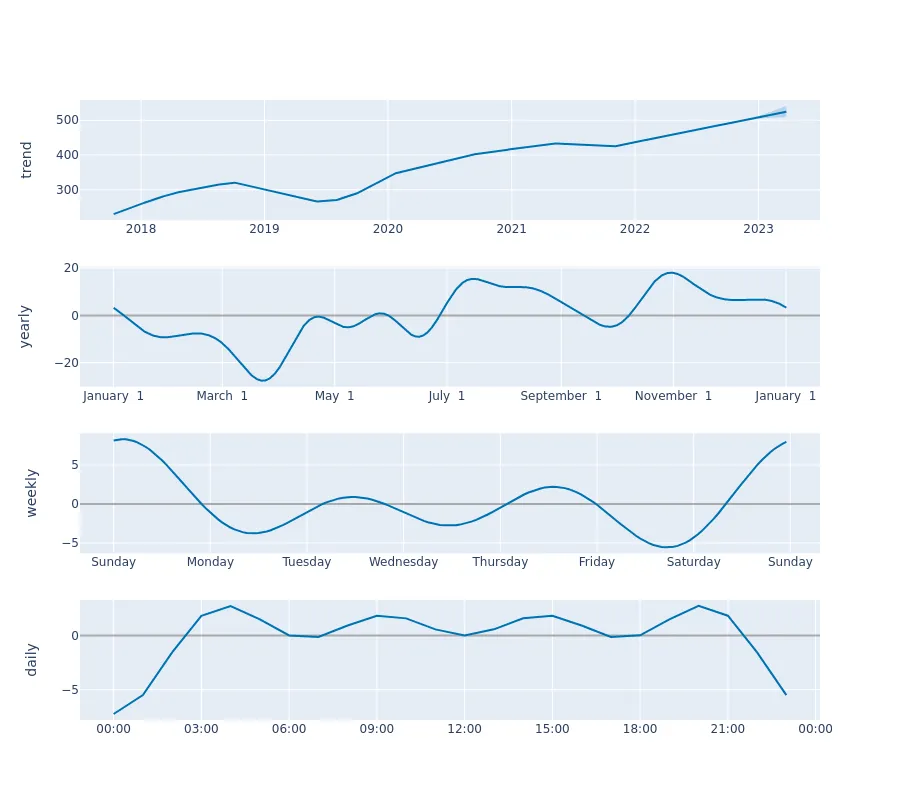 trend
500
400
300
2018 2019 2020 2021 2022 2023
yearly
20
0
−20
January 1 March 1 May 1 July 1 September 1 November 1 January 1
weekly
5
0
−5
Sunday Monday Tuesday Wednesday Thursday Friday Saturday Sunday
daily
0
−5
00:00 03:00 06:00 09:00 12:00 15:00 18:00 21:00 00:00